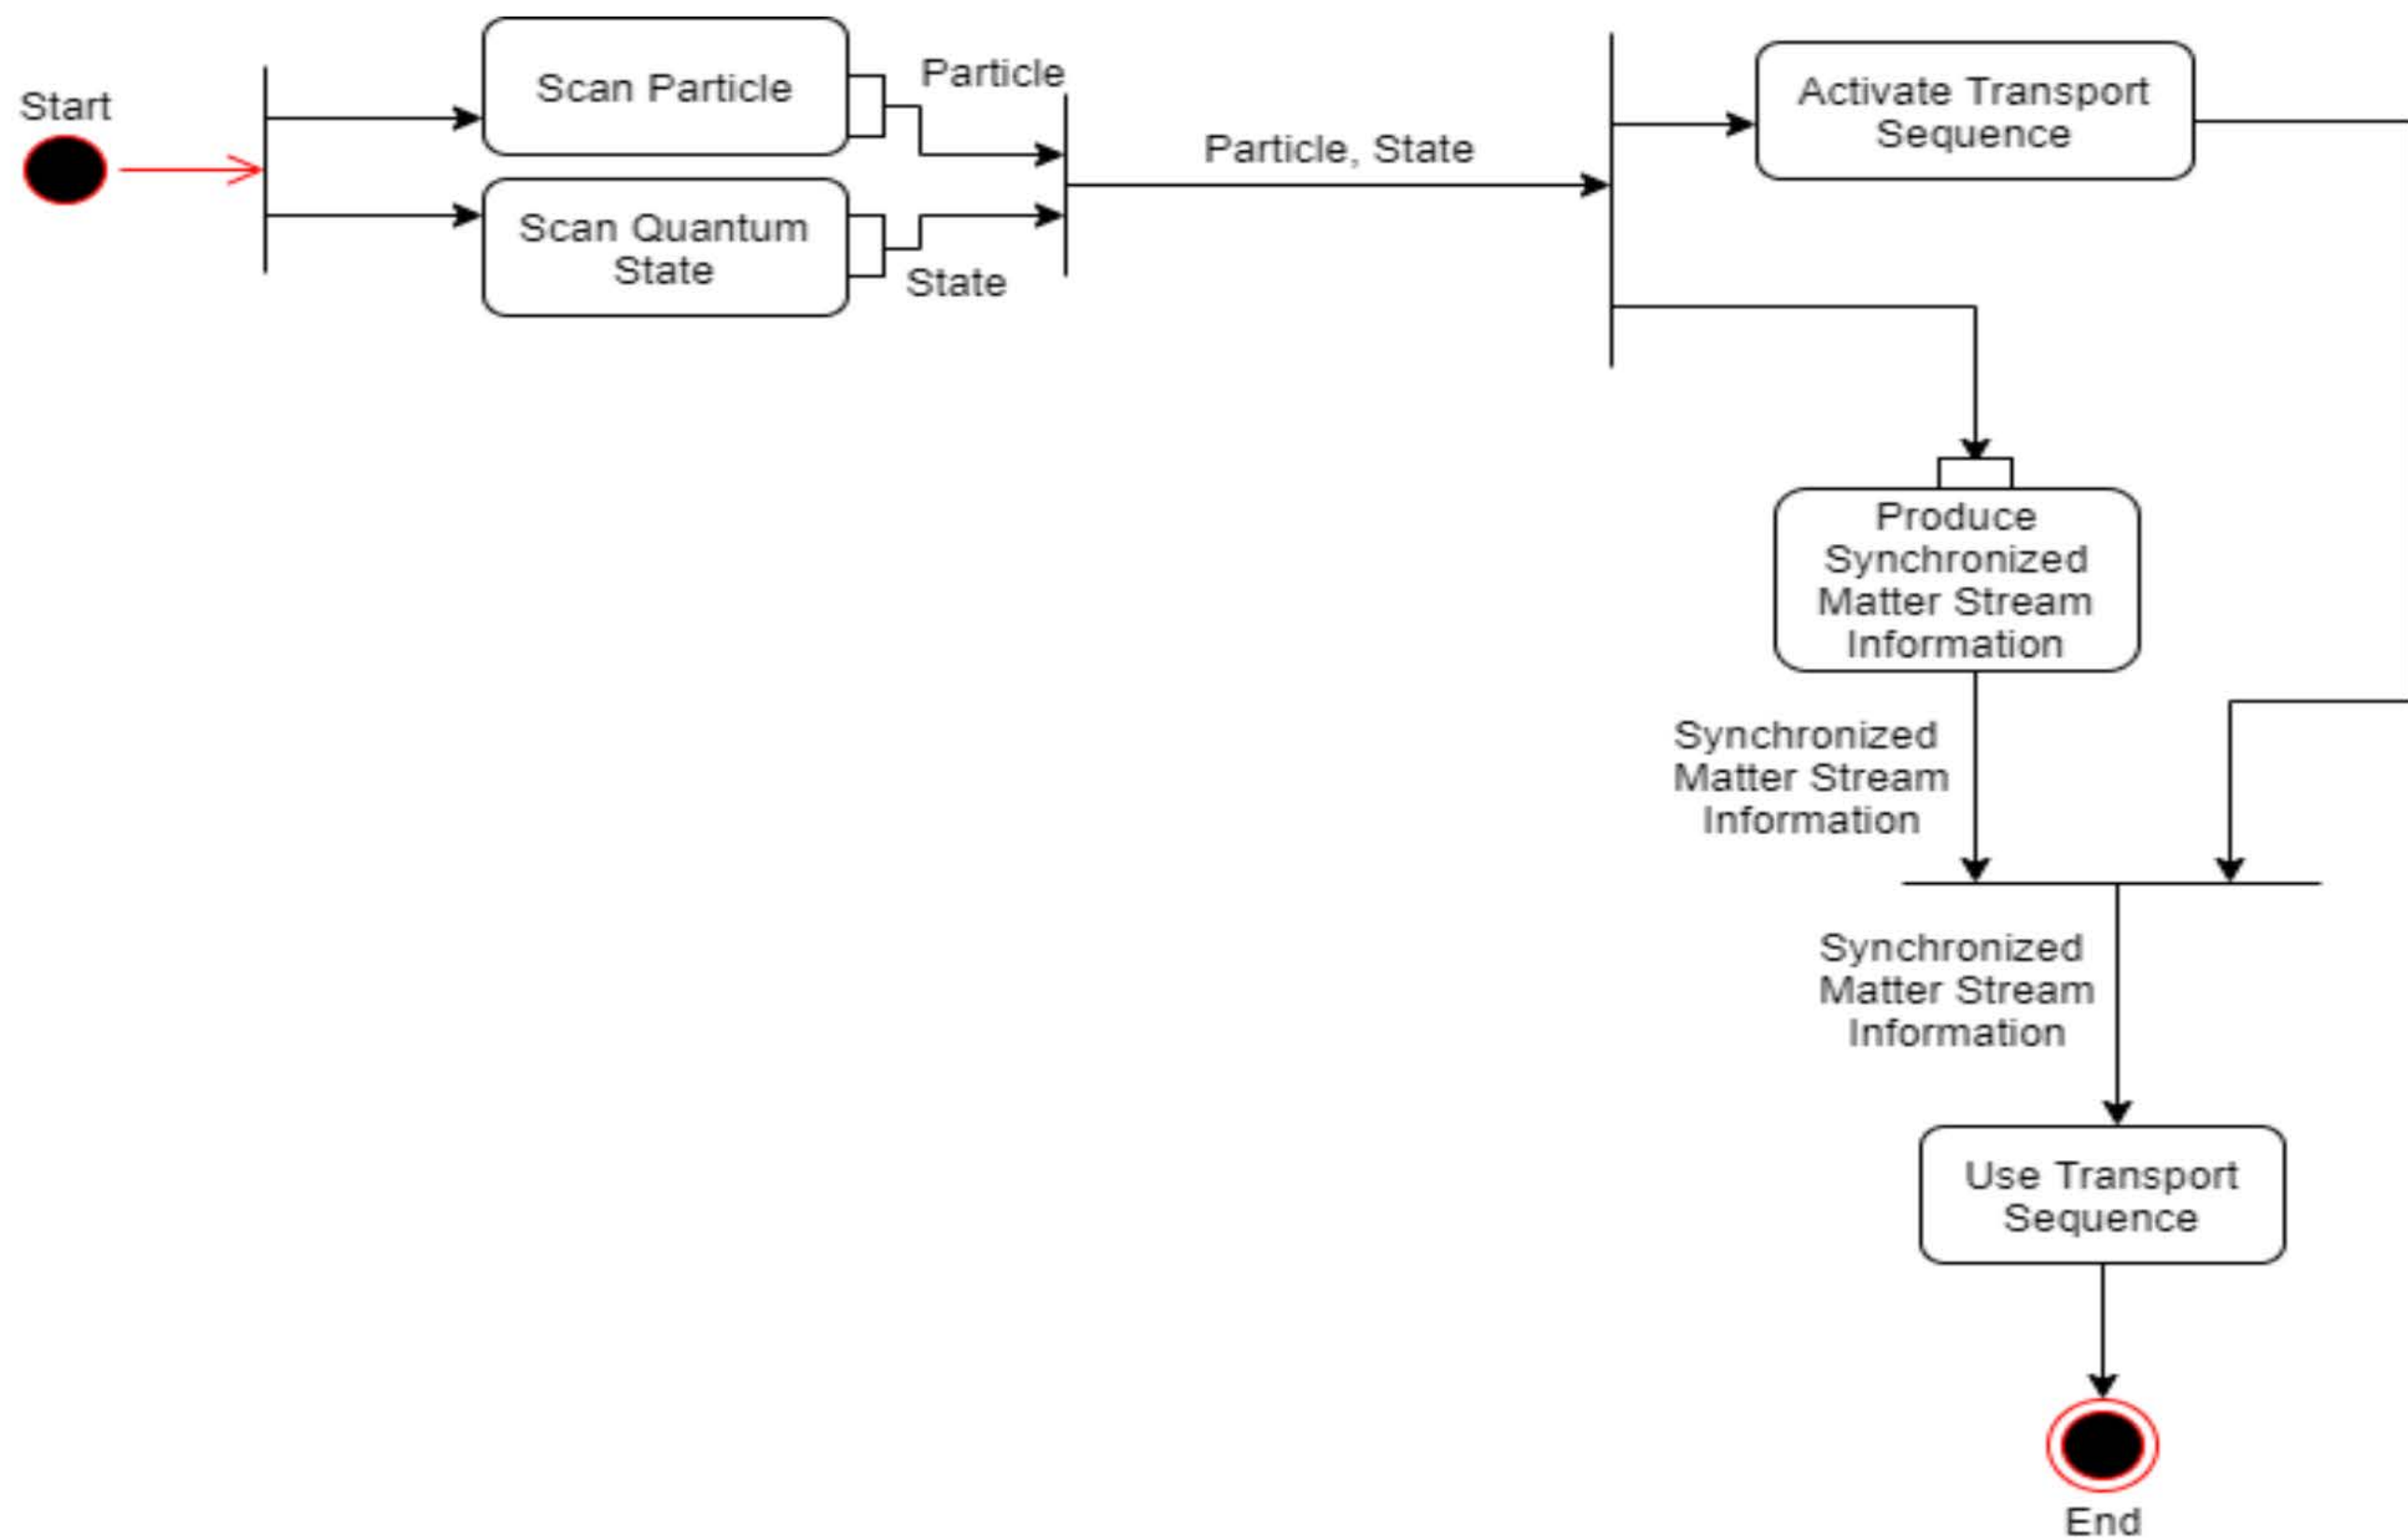 Start
Scan Particle
Particle
Scan Quantum
State
State
Particle, State
Activate Transport
Sequence
Produce
Synchronized
Matter Stream
Information
Synchronized
Matter Stream
Information
Synchronized
Matter Stream
Information
Use Transport
Sequence
End